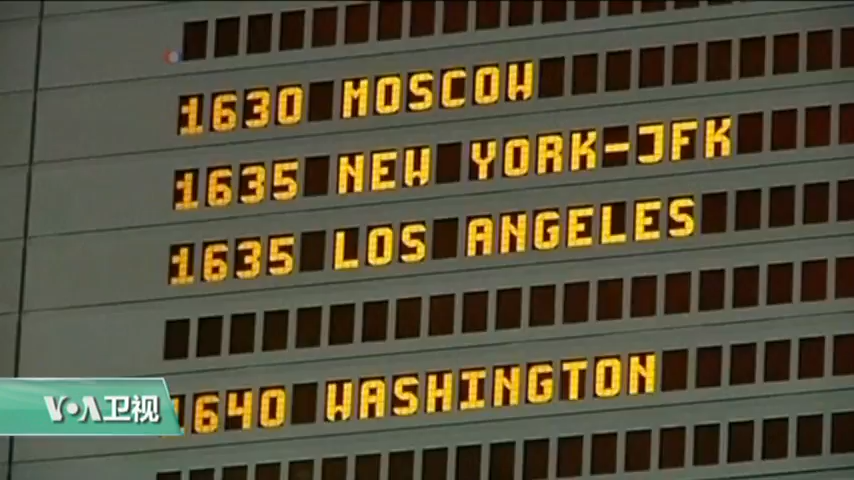 1630 MOSCOW
1635 NEW YORK-JFK
1635 LOS ANGELES
1640 WASHINGTON
VOA卫视